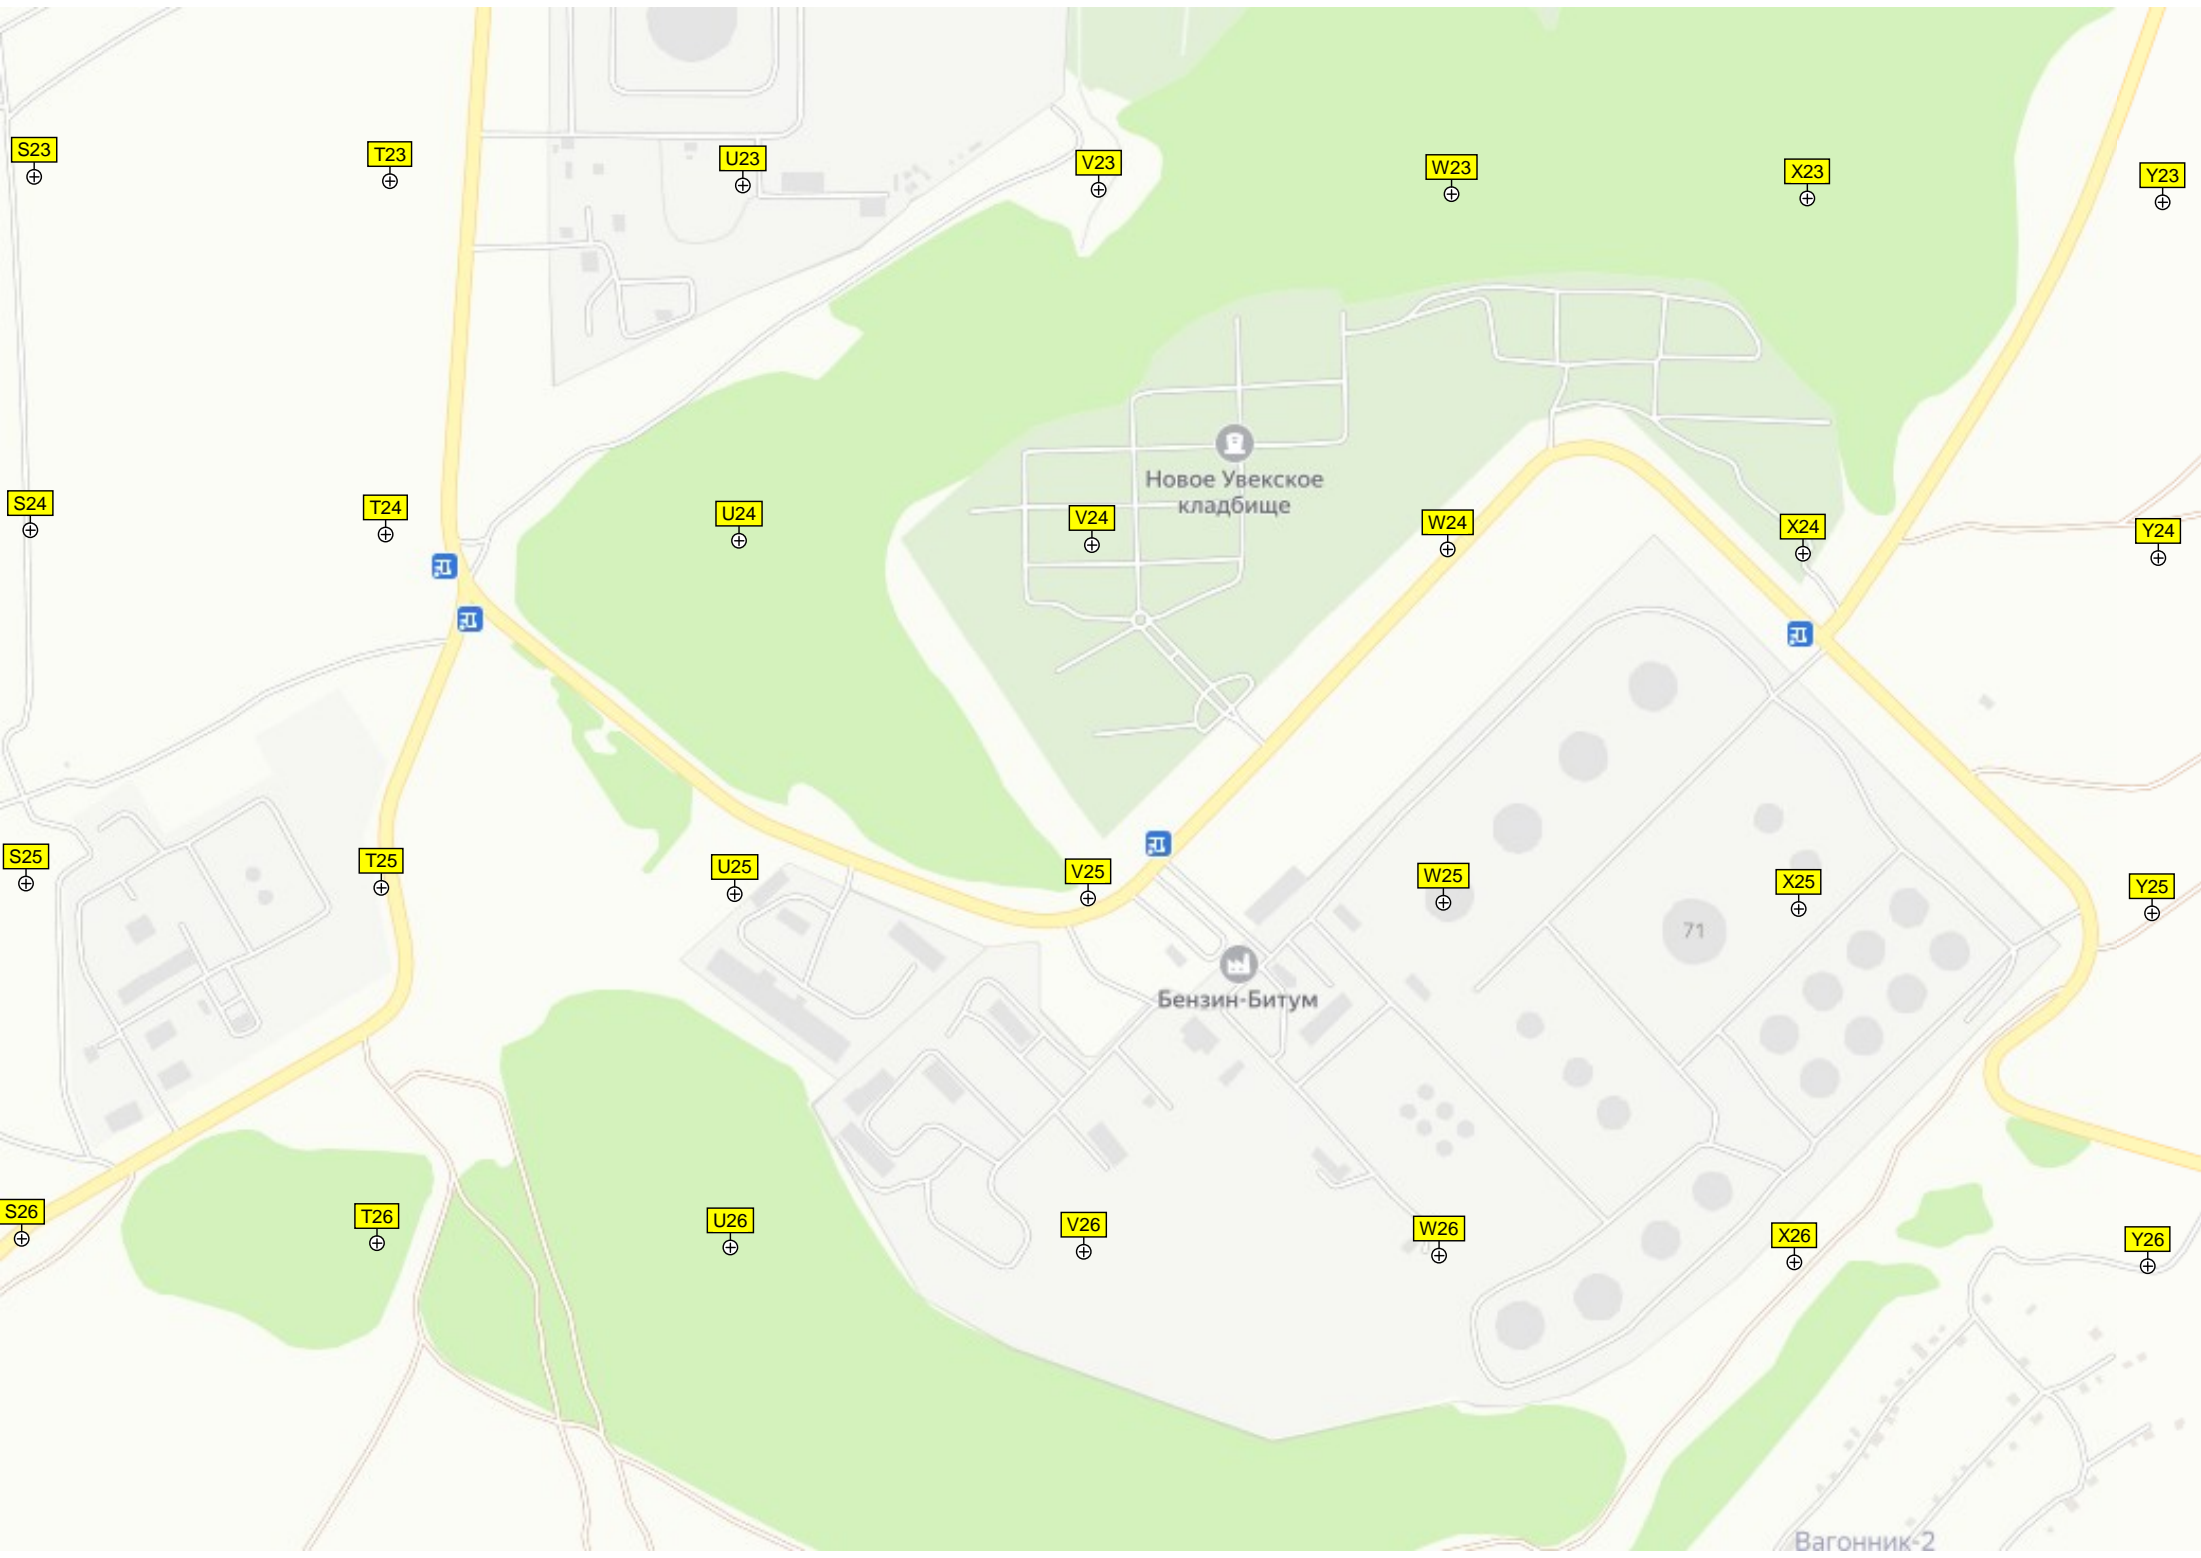 S23
T23
U23
V23
W23
X23
Y23
Новое Увекское
кладбище
S24
T24
U24
V24
W24
X24
Y24
S25
T25
U25
V25
W25
X25
Y25
71
Бензин-Битум
S26
T26
U26
V26
W26
X26
Y26
Вагонник-2